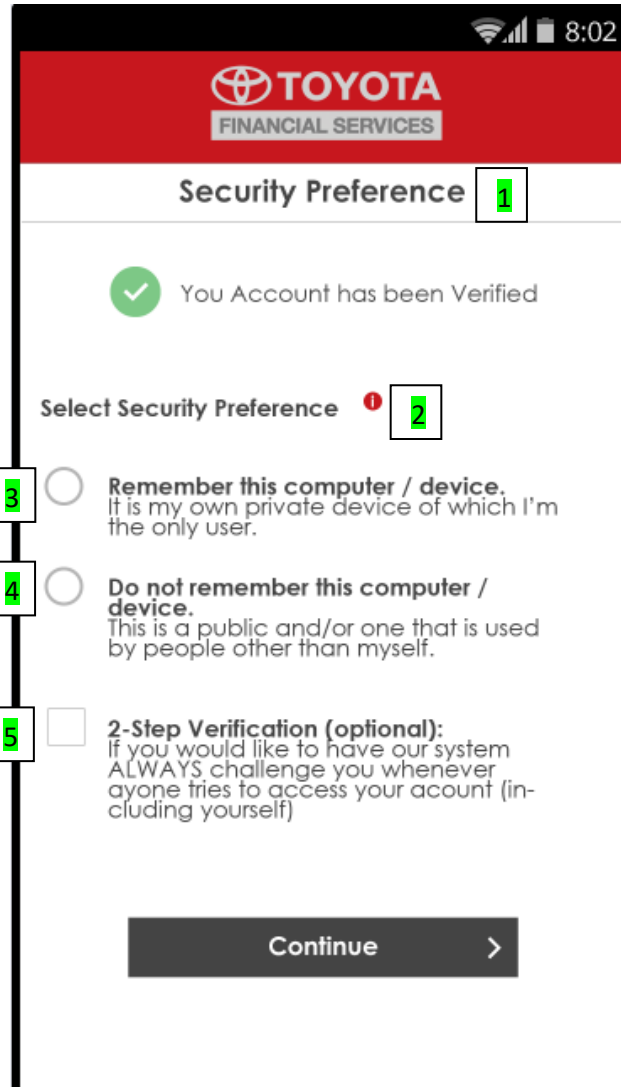 8:02
TOYOTA
FINANCIAL SERVICES
Security Preference 1
You Account has been Verified
Select Security Preference i 2
3 Remember this computer / device.
It is my own private device of which I'm
the only user.
4 Do not remember this computer /
device.
This is a public and/or one that is used
by people other than myself.
5 2-Step Verification (optional):
If you would like to have our system
ALWAYS challenge you whenever
ayone tries to access your acount (in-
cluding yourself)
Continue >